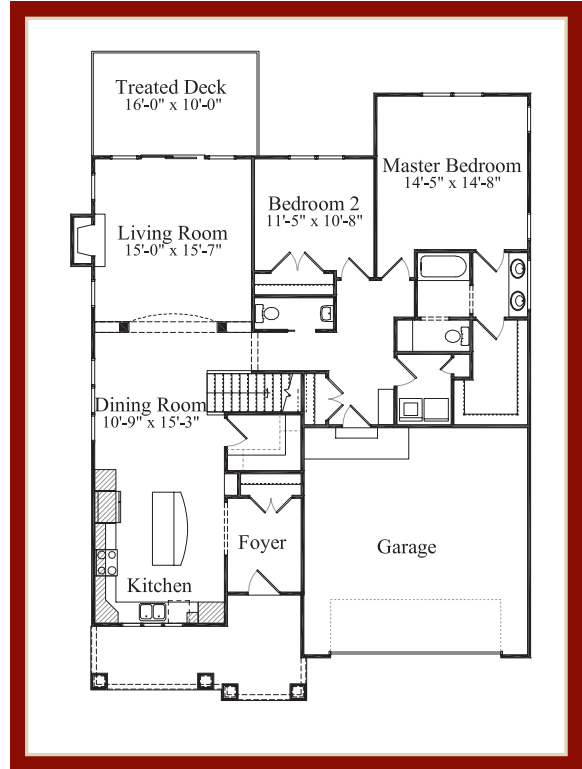 Treated Deck
16'-0" x 10'-0"
Master Bedroom
14'-5" x 14'-8"
Bedroom 2
11'-5" x 10'-8"
Living Room
15'-0" x 15'-7"
Dining Room
10'-9" x 15'-3"
Foyer
Garage
Kitchen